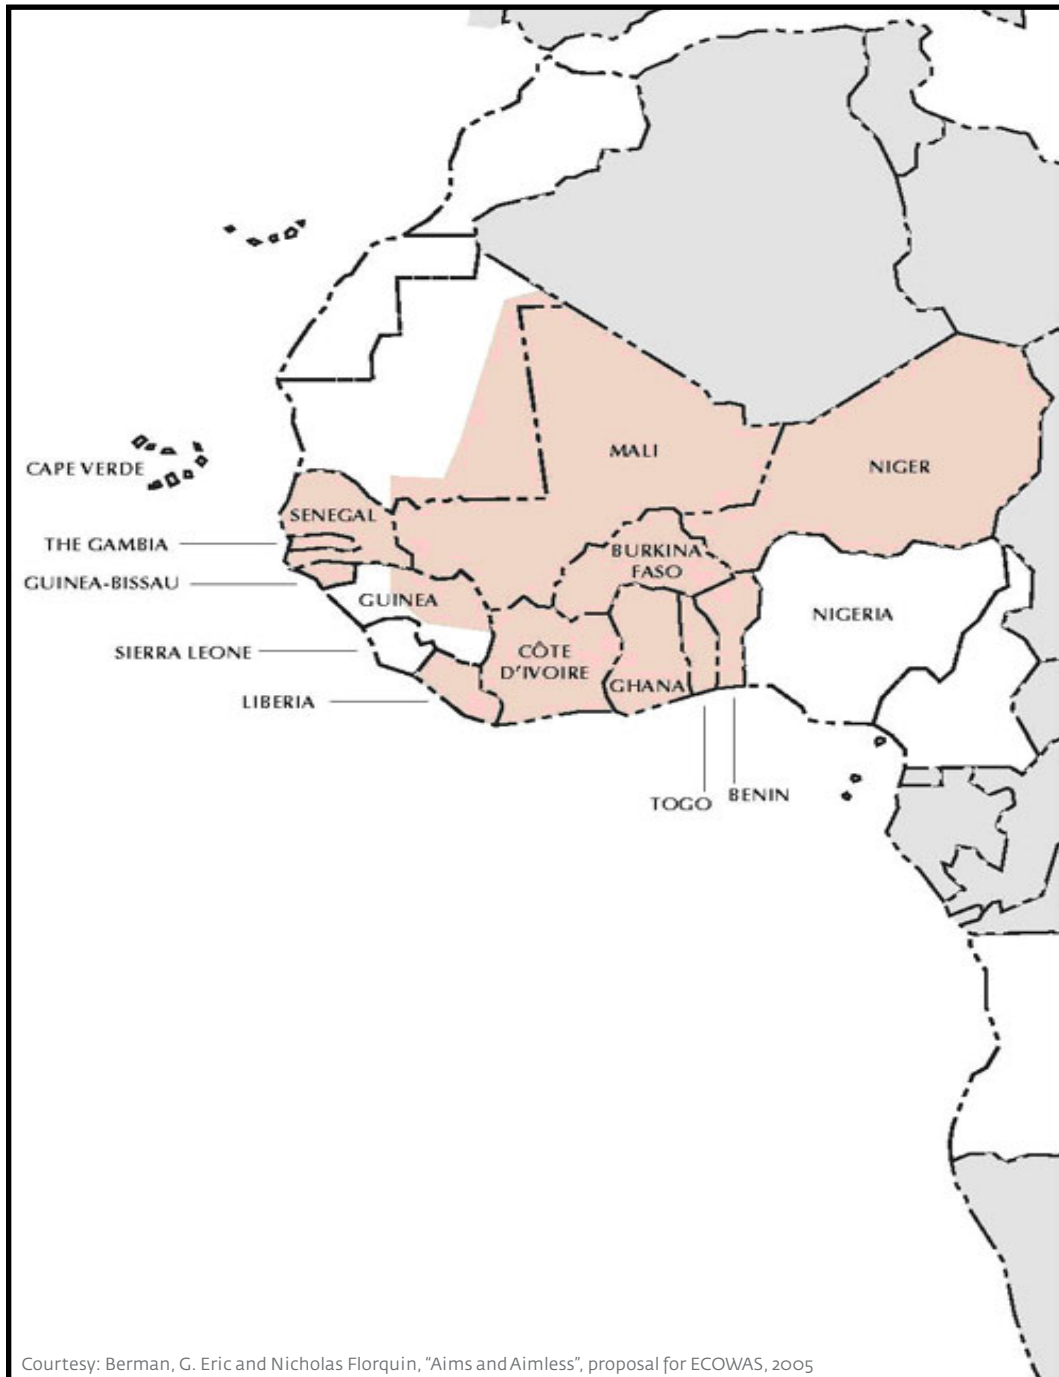 MALI
NIGER
CAPE VERDE
SENEGAL
THE GAMBIA
BURKINA
FASO
GUINEA-BISSAU
GUINEA
NIGERIA
SIERRA LEONE
CÔTE
D'IVOIRE
GHANA
LIBERIA
TOGO
BENIN
Courtesy: Berman, G. Eric and Nicholas Florquin, "Aims and Aimless", proposal for ECOWAS, 2005